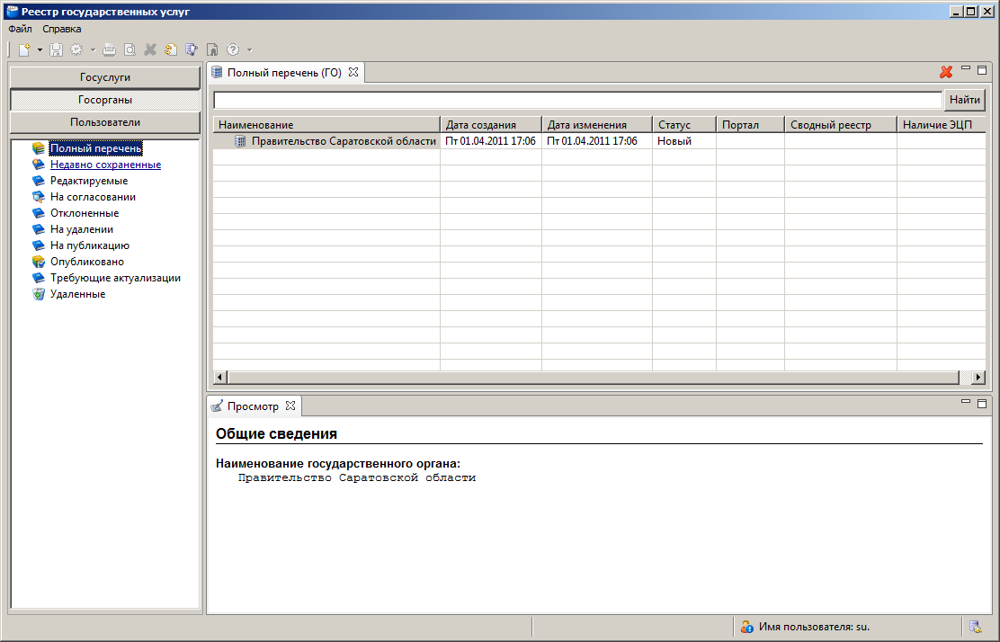 Реестр государственных услуг
Файл Справка
Госуслуги
Госорганы
Пользователи
Полный перечень
Недавно сохраненные
Редактируемые
На согласовании
Отклоненные
На удалении
На публикацию
Опубликовано
Требующие актуализации
Удаленные
Полный перечень (ГО)
Найти
Наименование Дата создания Дата изменения Статус Портал Сводный реестр Наличие ЭЦП
Правительство Саратовской области Пт 01.04.2011 17:06 Пт 01.04.2011 17:06 Новый
Просмотр
Общие сведения
Наименование государственного органа:
Правительство Саратовской области
Имя пользователя: su.